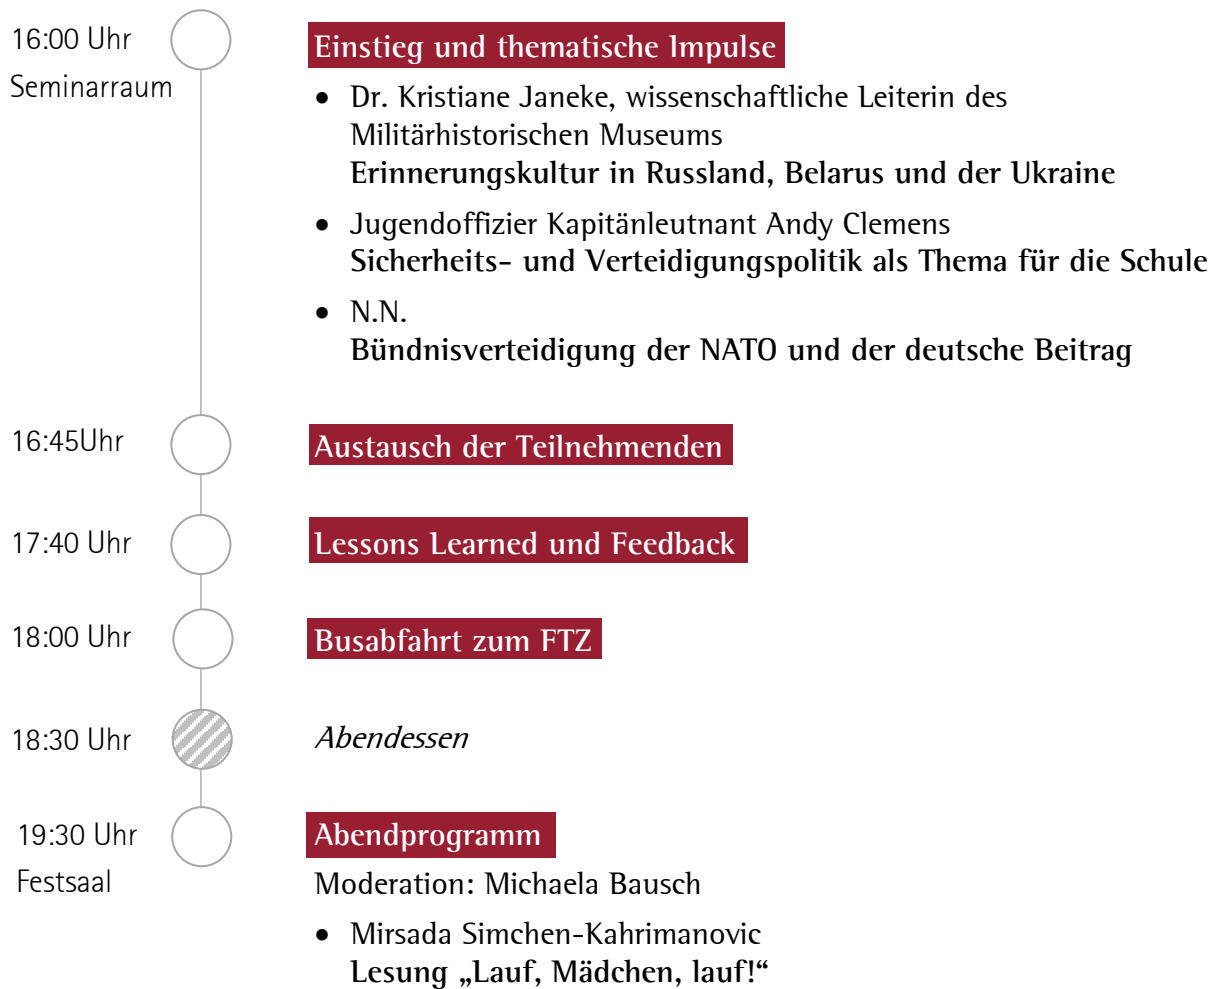 16:00 Uhr
Seminarraum
Einstieg und thematische Impulse
• Dr. Kristiane Janeke, wissenschaftliche Leiterin des
Militärhistorischen Museums
Erinnerungskultur in Russland, Belarus und der Ukraine
• Jugendoffizier Kapitänleutnant Andy Clemens
Sicherheits- und Verteidigungspolitik als Thema für die Schule
• N.N.
Bündnisverteidigung der NATO und der deutsche Beitrag
16:45Uhr
Austausch der Teilnehmenden
17:40 Uhr
Lessons Learned und Feedback
18:00 Uhr
Busabfahrt zum FTZ
18:30 Uhr
Abendessen
19:30 Uhr
Festsaal
Abendprogramm
Moderation: Michaela Bausch
• Mirsada Simchen-Kahrimanovic
Lesung „Lauf, Mädchen, lauf!“